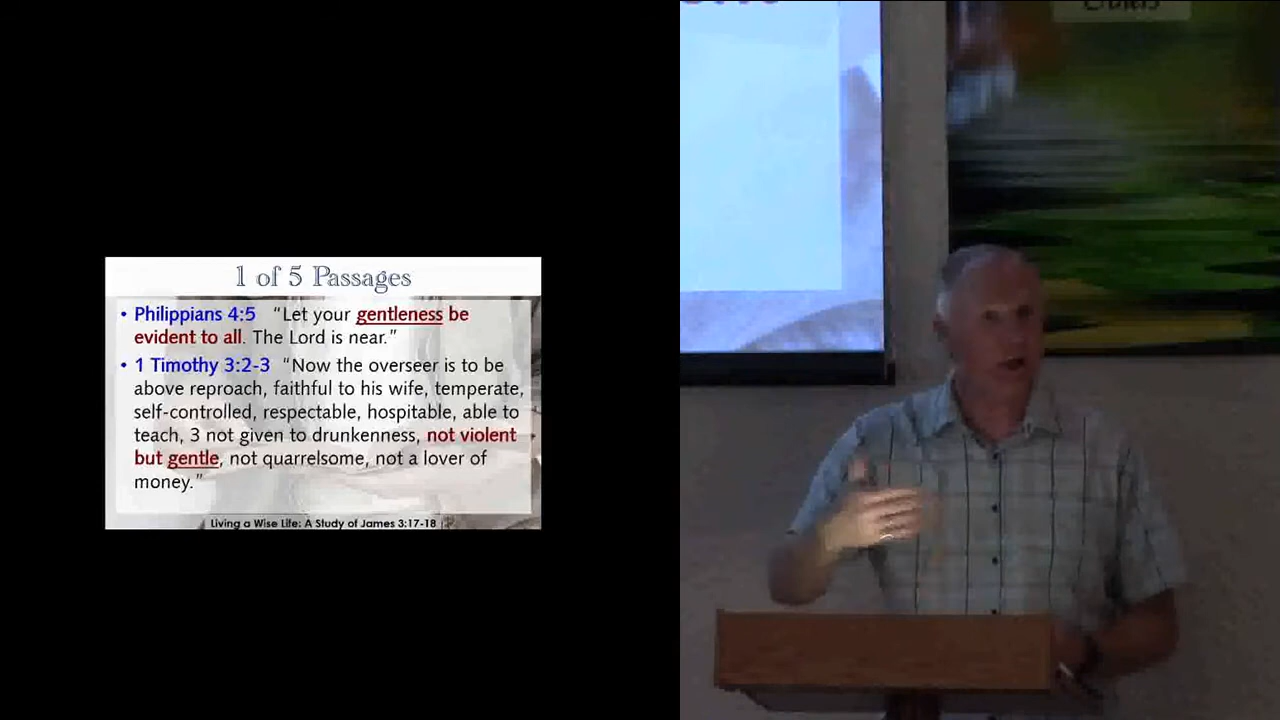 1 of 5 Passages
• Philippians 4:5 “Let your gentleness be
evident to all. The Lord is near.”
• 1 Timothy 3:2-3 “Now the overseer is to be
above reproach, faithful to his wife, temperate,
self-controlled, respectable, hospitable, able to
teach, 3 not given to drunkenness, not violent
but gentle, not quarrelsome, not a lover of
money.”
Living a Wise Life: A Study of James 3:17-18